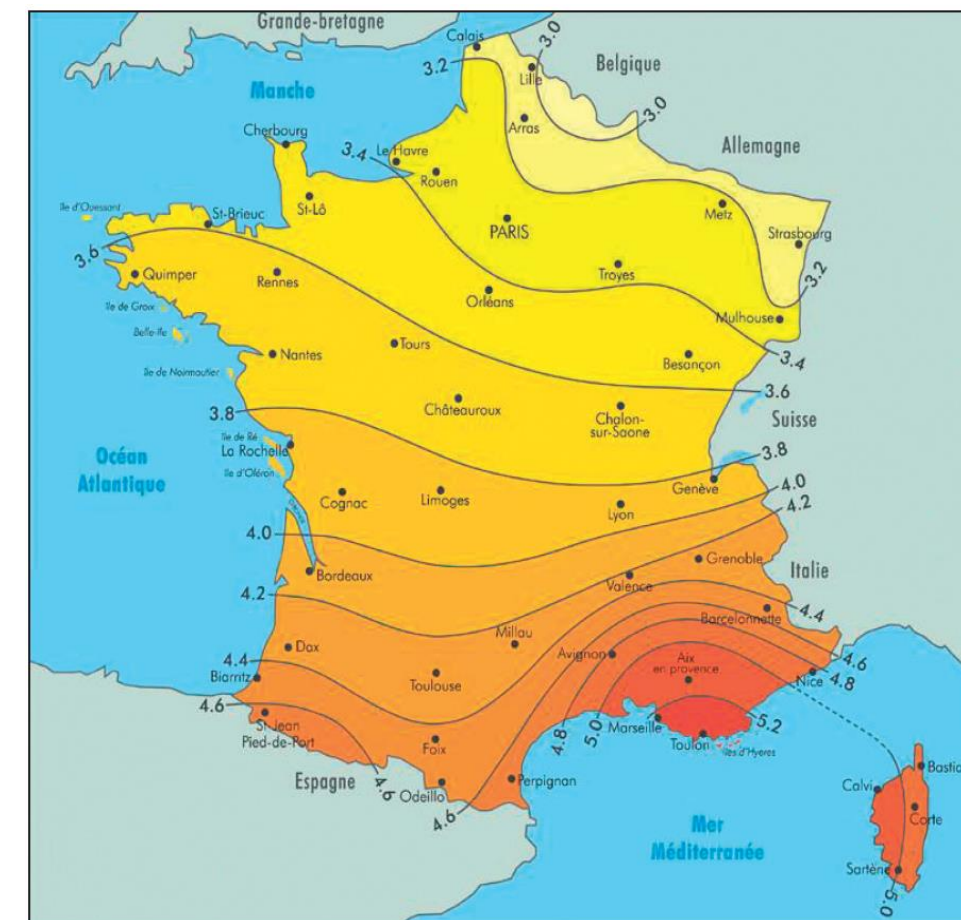 Grande-bretagne
Calais
3.0
3.2
Lille
Belgique
Manche
3.0
Arras
Cherbourg
Allemagne
3.4
Le Havre
Rouen
Ile d'Ouessant
St-Brieuc
St-Lô
PARIS
Metz
Strasbourg
3.6
Quimper
Rennes
Troyes
3.2
Orléans
Ile de Groix
Mulhouse
Belle-Ile
Nantes
Tours
3.4
Besançon
Ile de Noirmoutier
3.6
Châteauroux
Chalon-
sur-Saone
Suisse
3.8
Ile de Ré
La Rochelle
3.8
Océan
Atlantique
Ile d'Oléron
Genève
4.0
Cognac
Limoges
Lyon
4.2
4.0
Grenoble
Bordeaux
Italie
Valence
4.2
4.4
Barcelonnette
Millau
Dax
Avignon
Aix
en provence
4.6
4.4
Biarritz
Toulouse
Nice
4.8
4.6
St-Jean
Pied-de-Port
Marseille
5.2
4.8
5.0
Foix
Toulon
Iles d'Hyeres
Espagne
4.6
Odeillo
Perpignan
Bastia
Calvi
4.6
Corte
Mer
Méditerranée
Sartène
5.0